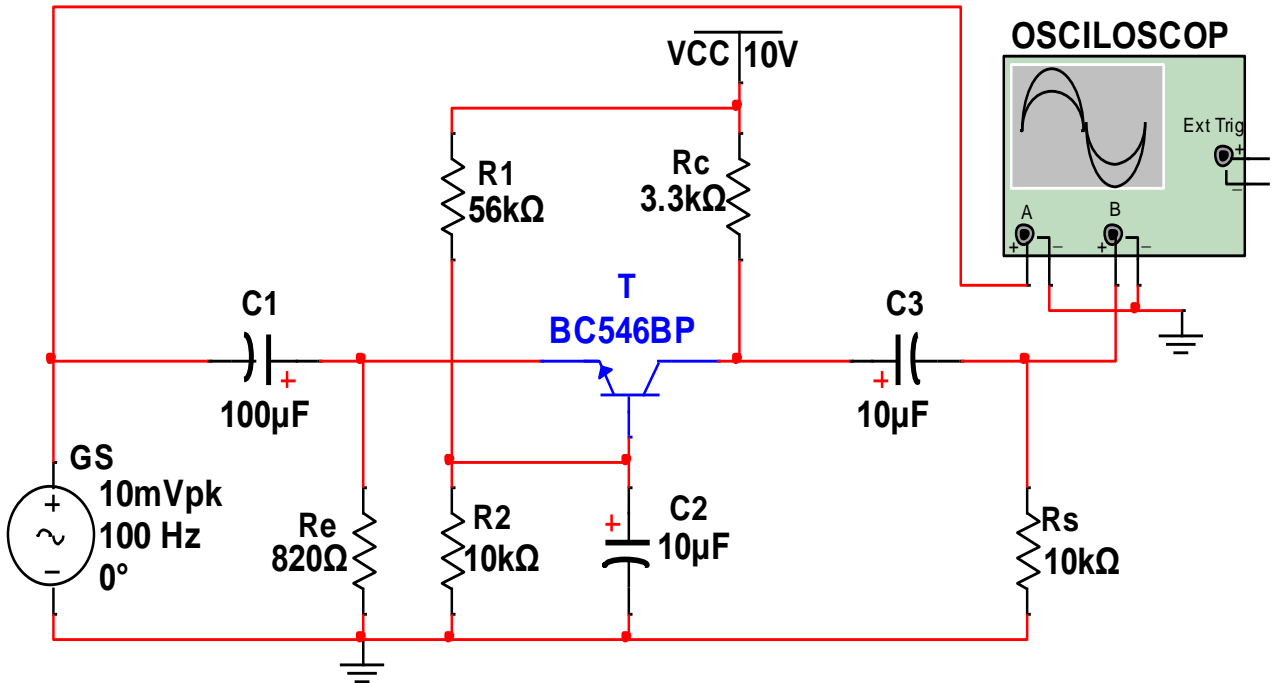 OSCILOSCOP
VCC 10V
Ext Trig
+
−
A
B
+ − + −
R1
56kΩ
Rc
3.3kΩ
T
BC546BP
C1
+
100µF
C3
+
10µF
GS
+
10mVpk
100 Hz
0°
−
Re
820Ω
R2
10kΩ
C2
+
10µF
Rs
10kΩ